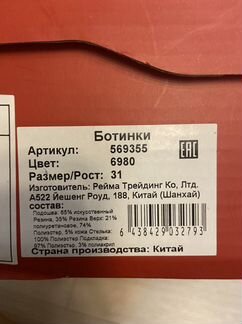 Ботинки
Артикул: 569355
Цвет: 6980
Размер/Рост: 31
EAC
Изготовитель: Рейма Трейдинг Ко, Лтд.
А522 Йешенг Роуд, 188, Китай (Шанхай)
состав:
Подошва: 65% искусственный
Резина, 35% Резина Верх: 21%
полиуретановое, 74%
Полиэстер, 5% кожа Стелька:
100% Полиэстер Подкладка:
97% Полиэстер, 3% полиакрил
6 438429 032793
Страна производства: Китай